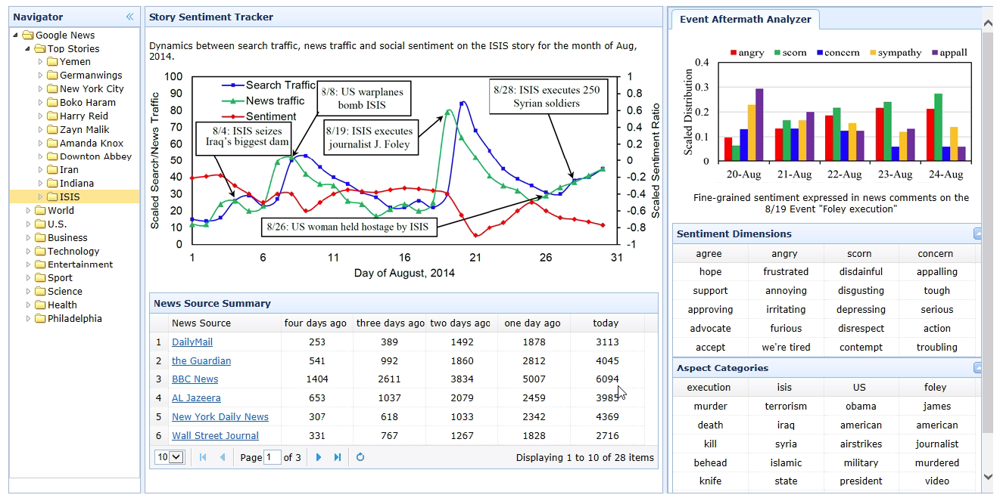 Navigator
Google News
Top Stories
Yemen
Germanwings
New York City
Boko Haram
Harry Reid
Zayn Malik
Amanda Knox
Downton Abbey
Iran
Indiana
ISIS
World
U.S.
Business
Technology
Entertainment
Sport
Science
Health
Philadelphia
Story Sentiment Tracker
Dynamics between search traffic, news traffic and social sentiment on the ISIS story for the month of Aug,
2014.
Scaled Search/News Traffic
100
90
80
70
60
50
40
30
20
10
0
Search Traffic
News traffic
Sentiment
8/4: ISIS seizes
Iraq's biggest dam
8/8: US warplanes
bomb ISIS
8/19: ISIS executes
journalist J. Foley
8/28: ISIS executes 250
Syrian soldiers
8/26: US woman held hostage by ISIS
1
0.8
0.6
0.4
0.2
0
-0.2
-0.4
-0.6
-0.8
-1
Scaled Sentiment Ratio
1 6 11 16 21 26 31
Day of August, 2014
News Source Summary
News Source four days ago three days ago two days ago one day ago today
1 DailyMail 253 389 1492 1878 3113
2 the Guardian 541 992 1860 2812 4045
3 BBC News 1404 2611 3834 5007 6094
4 AL Jazeera 653 1037 2079 2459 3985
5 New York Daily News 307 618 1033 2342 4369
6 Wall Street Journal 331 767 1267 1828 2716
10 Page 1 of 3 Displaying 1 to 10 of 28 items
Event Aftermath Analyzer
angry scorn concern sympathy appall
Scaled Distribution
0.4
0.3
0.2
0.1
0
20-Aug 21-Aug 22-Aug 23-Aug 24-Aug
Fine-grained sentiment expressed in news comments on the
8/19 Event "Foley execution"
Sentiment Dimensions
agree angry scorn concern
hope frustrated disdainful appalling
support annoying disgusting tough
approving irritating depressing serious
advocate furious disrespect action
accept we're tired contempt troubling
Aspect Categories
execution isis US foley
murder terrorism obama james
death iraq american american
kill syria airstrikes journalist
behead islamic military murdered
knife state president video